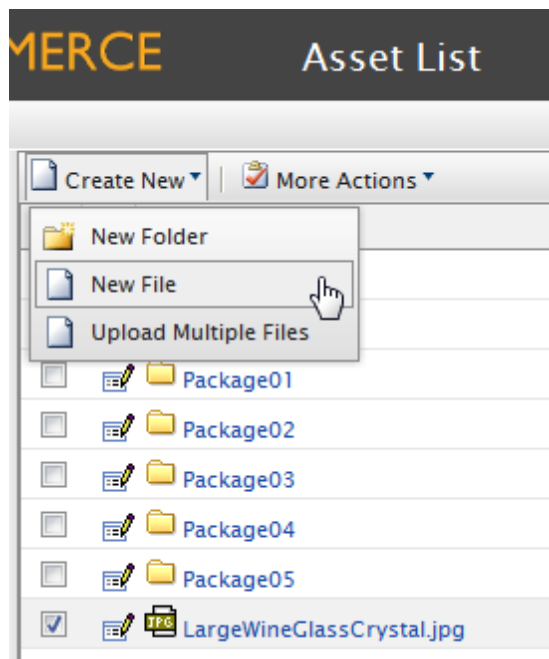 MERCE Asset List
Create New More Actions
New Folder
New File
Upload Multiple Files
Package01
Package02
Package03
Package04
Package05
JPG LargeWineGlassCrystal.jpg